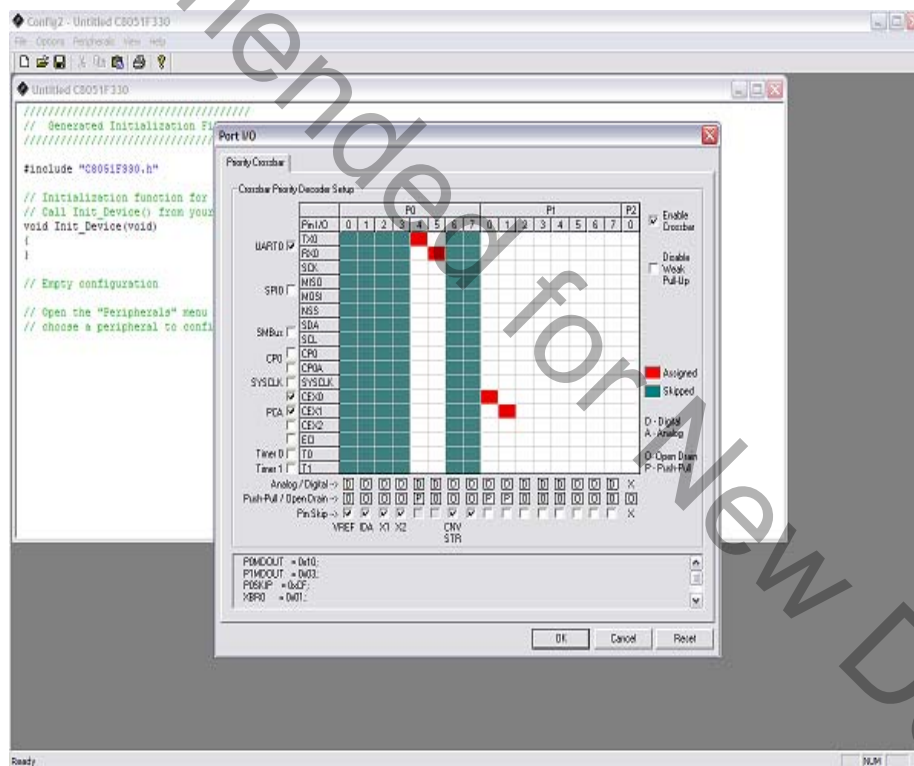 Config2 - Untitled C8051F330
File Options Peripherals View Help
Untitled C8051F330
//////////////////////////////////////
// Generated Initialization Fi
#include "C8051F330.h"
// Initialization function for
// Call Init_Device() from your
void Init_Device(void)
{
}
// Empty configuration
// Open the "Peripherals" menu
// choose a peripheral to confi
Port I/O
Priority Crossbar
Crossbar Priority Decoder Setup
P0 P1 P2
Pin I/O 0 1 2 3 4 5 6 7 0 1 2 3 4 5 6 7 0
UART0 TX0
RX0
SCK
SPI0 MISO
MOSI
NSS
SMBus SDA
SCL
CP0 CP0
CP0A
SYSCLK SYSCLK
CEX0
PCA CEX1
CEX2
ECI
Timer 0 T0
Timer 1 T1
Analog / Digital -> D D D D D D D D D D D D D D D D X
Push-Pull / Open Drain -> O O O O P O O O P P O O O O O O O
Pin Skip -> X
VREF IDA X1 X2 CNV
STR
Enable
Crossbar
Disable
Weak
Pull-Up
Assigned
Skipped
D - Digital
A - Analog
O-Open Drain
P - Push-Pull
P0MDOUT = 0x10;
P1MDOUT = 0x03;
P0SKIP = 0xCF;
XBR0 = 0x01;
OK Cancel Reset
Ready NUM
ended for New D